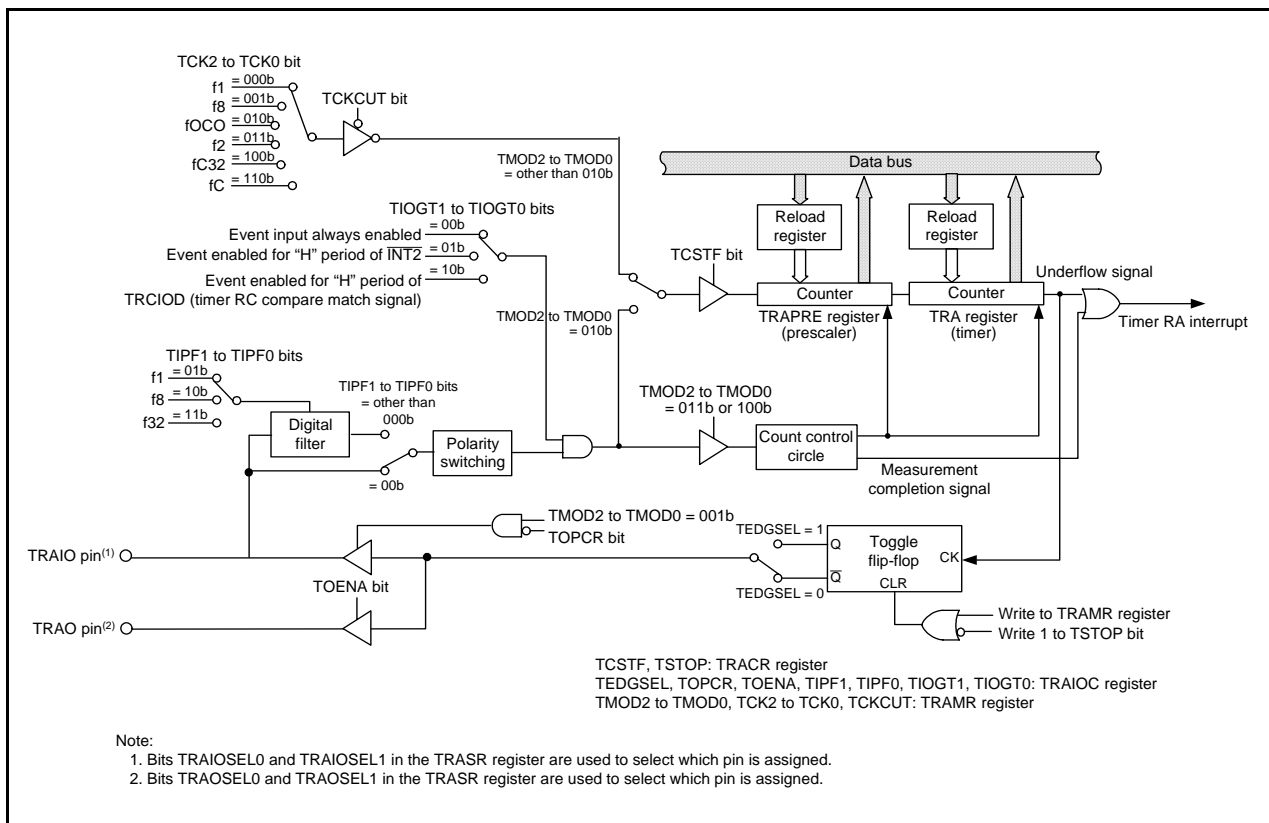 TCK2 to TCK0 bit
f1
= 000b
f8
= 001b
fOCO
= 010b
f2
= 011b
fC32
= 100b
fC
= 110b
TCKCUT bit
TMOD2 to TMOD0
= other than 010b
Data bus
Reload
register
Reload
register
TIOGT1 to TIOGT0 bits
Event input always enabled
= 00b
Event enabled for “H” period of INT2
= 01b
Event enabled for “H” period of
TRCIOD (timer RC compare match signal)
= 10b
TCSTF bit
TMOD2 to TMOD0
= 010b
Counter
TRAPRE register
(prescaler)
Counter
TRA register
(timer)
Underflow signal
Timer RA interrupt
TIPF1 to TIPF0 bits
f1
= 01b
f8
= 10b
f32
= 11b
Digital
filter
TIPF1 to TIPF0 bits
= other than
000b
= 00b
Polarity
switching
TMOD2 to TMOD0
= 011b or 100b
Count control
circle
Measurement
completion signal
TMOD2 to TMOD0 = 001b
TOPCR bit
TRAIO pin(1)
TOENA bit
TRAO pin(2)
TEDGSEL = 1
TEDGSEL = 0
Q
Q
Toggle
flip-flop
CK
CLR
Write to TRAMR register
Write 1 to TSTOP bit
TCSTF, TSTOP: TRACR register
TEDGSEL, TOPCR, TOENA, TIPF1, TIPF0, TIOGT1, TIOGT0: TRAIOC register
TMOD2 to TMOD0, TCK2 to TCK0, TCKCUT: TRAMR register
Note:
1. Bits TRAIOSEL0 and TRAIOSEL1 in the TRASR register are used to select which pin is assigned.
2. Bits TRAOSEL0 and TRAOSEL1 in the TRASR register are used to select which pin is assigned.